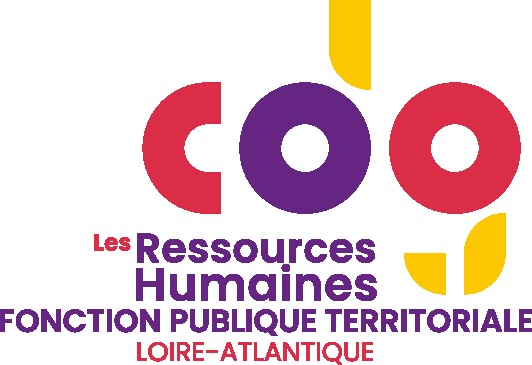 cdg
Les Ressources
Humaines
FONCTION PUBLIQUE TERRITORIALE
LOIRE-ATLANTIQUE